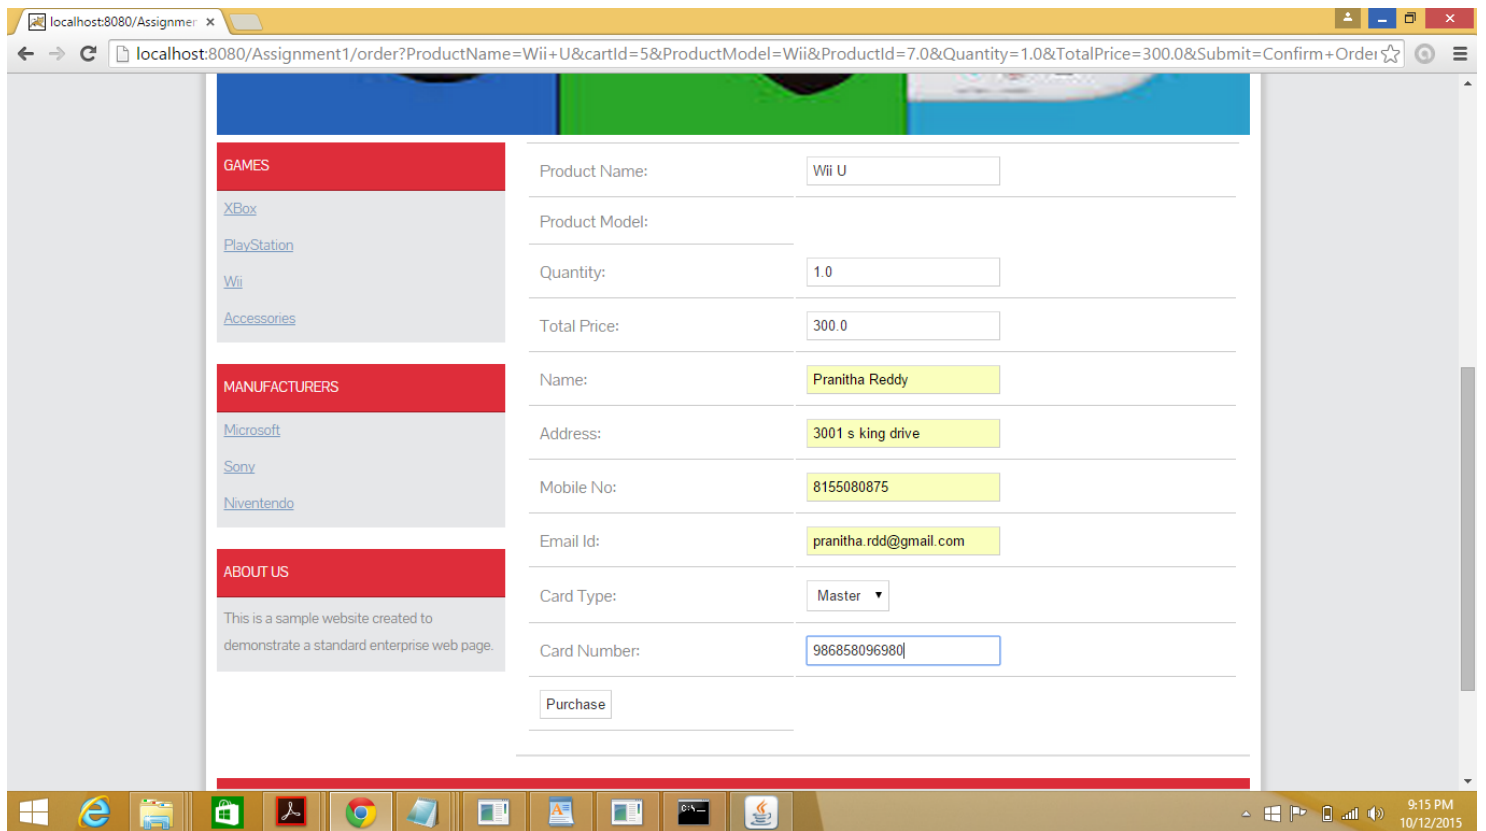 localhost:8080/Assignmer
localhost:8080/Assignment1/order?ProductName=Wii+U&cartId=5&ProductModel=Wii&ProductId=7.0&Quantity=1.0&TotalPrice=300.0&Submit=Confirm+Order
GAMES
XBox
PlayStation
Wii
Accessories
MANUFACTURERS
Microsoft
Sony
Niventendo
ABOUT US
This is a sample website created to
demonstrate a standard enterprise web page.
Product Name: Wii U
Product Model:
Quantity: 1.0
Total Price: 300.0
Name: Pranitha Reddy
Address: 3001 s king drive
Mobile No: 8155080875
Email Id: pranitha.rdd@gmail.com
Card Type: Master
Card Number: 986858096980
Purchase
9:15 PM
10/12/2015